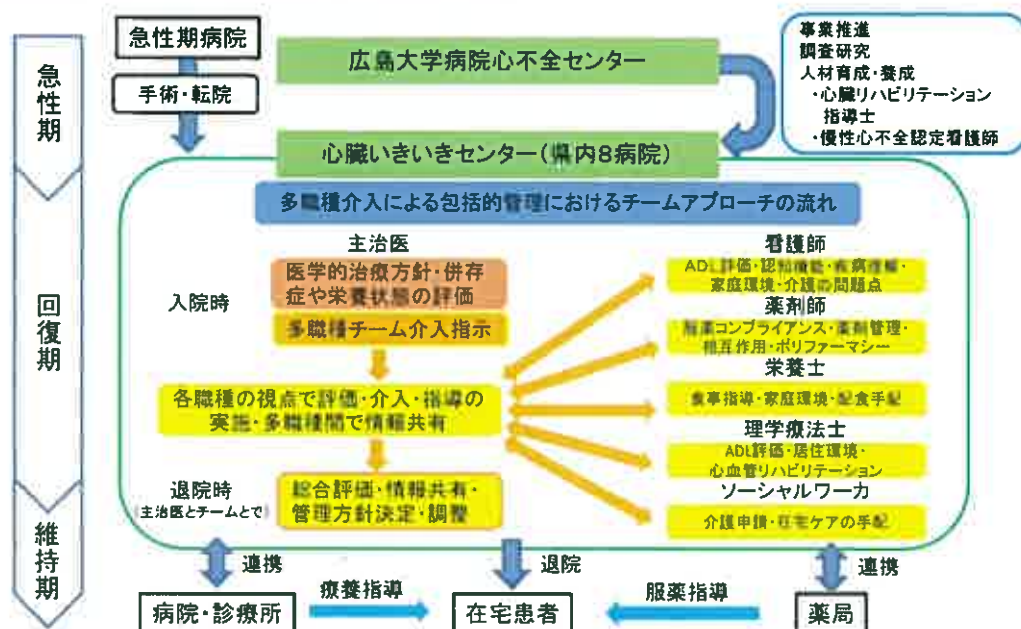 急性期
回復期
維持期
急性期病院
手術・転院
広島大学病院心不全センター
事業推進
調査研究
人材育成・養成
・心臓リハビリテーション
指導士
・慢性心不全認定看護師
心臓いきいきセンター(県内8病院)
多職種介入による包括的管理におけるチームアプローチの流れ
入院時
主治医
医学的治療方針・併存
症や栄養状態の評価
多職種チーム介入指示
各職種の視点で評価・介入・指導の
実施・多職種間で情報共有
退院時
(主治医とチームとで)
総合評価・情報共有・
管理方針決定・調整
看護師
ADL評価・認知機能・疾病理解・
家庭環境・介護の問題点
薬剤師
服薬コンプライアンス・薬剤管理・
相互作用・ポリファーマシー
栄養士
食事指導・家庭環境・配食手配
理学療法士
ADL評価・居住環境・
心血管リハビリテーション
ソーシャルワーカ
介護申請・在宅ケアの手配
連携
退院
連携
病院・診療所
療養指導
在宅患者
服薬指導
薬局